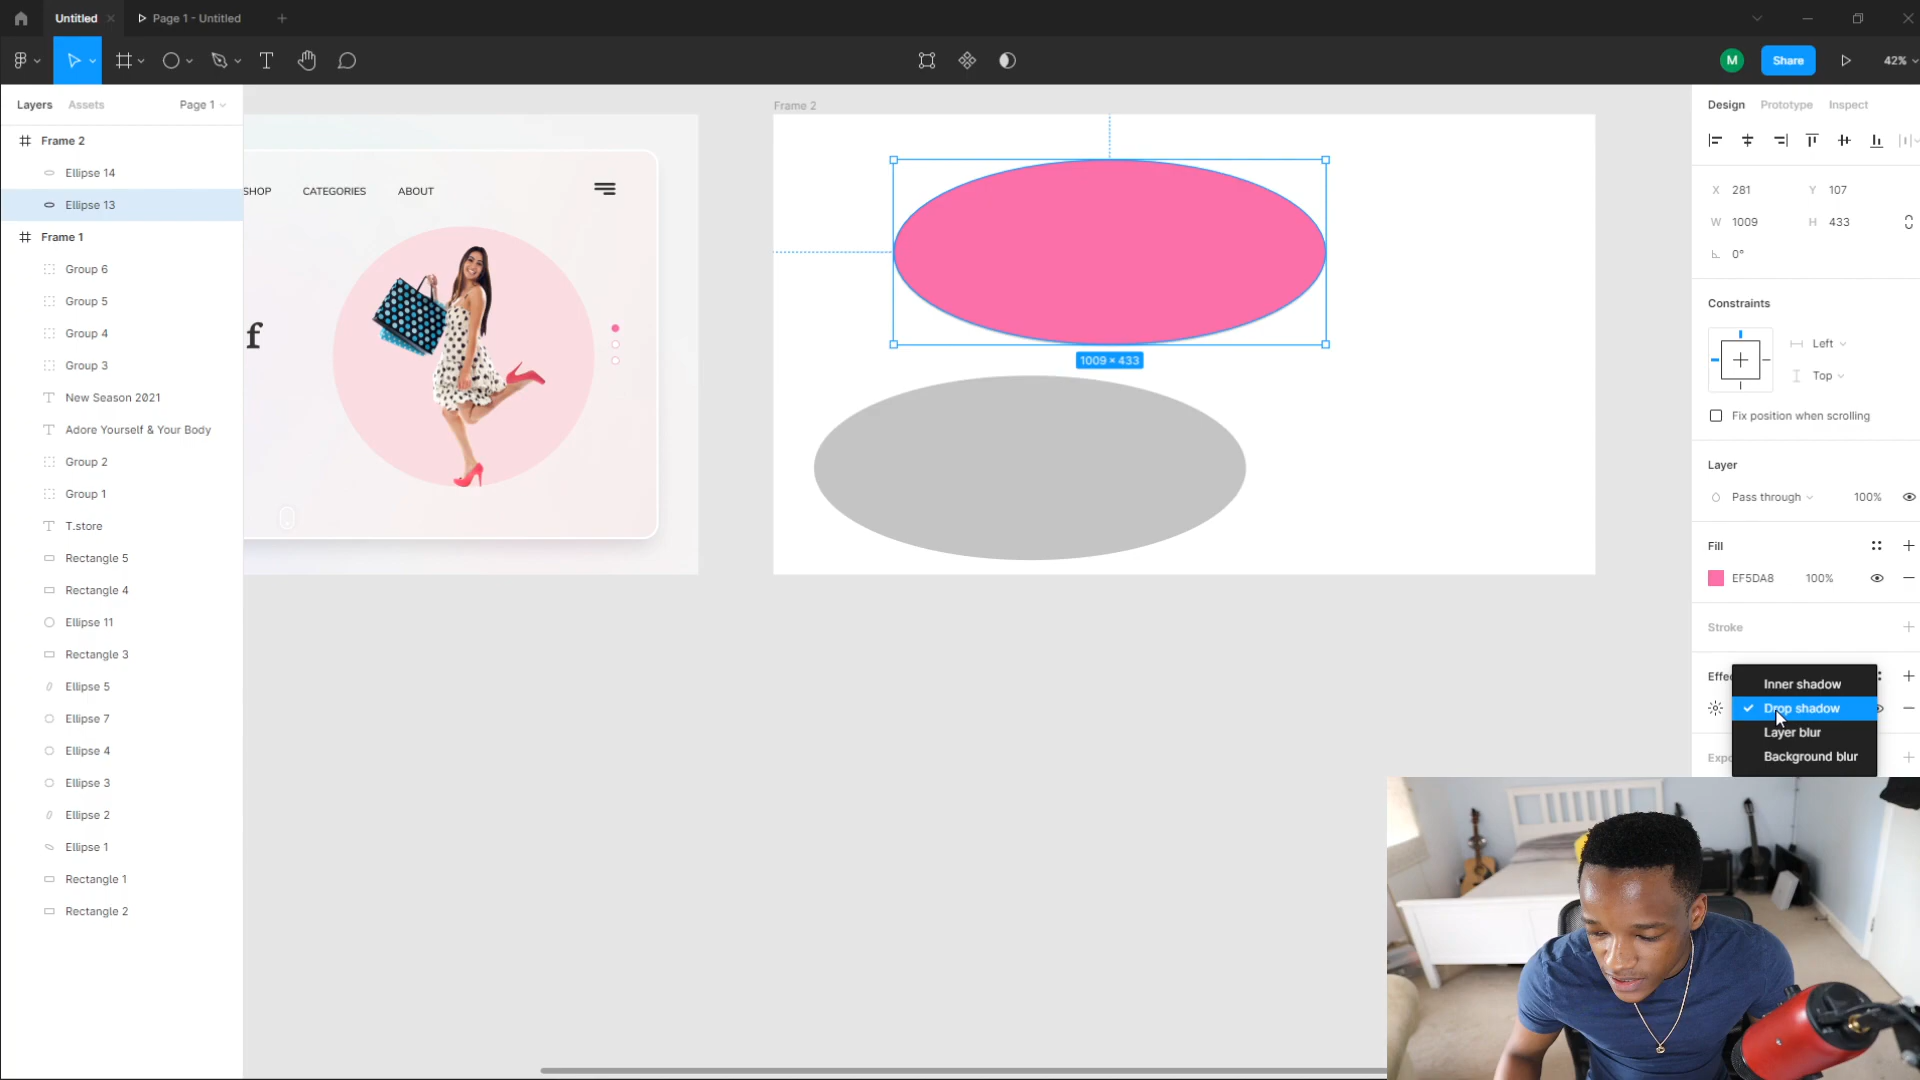 Untitled
Page 1 - Untitled
M
Share
42%
Layers
Assets
Page 1
Frame 2
Ellipse 14
Ellipse 13
Frame 1
Group 6
Group 5
Group 4
Group 3
New Season 2021
Adore Yourself & Your Body
Group 2
Group 1
T.store
Rectangle 5
Rectangle 4
Ellipse 11
Rectangle 3
Ellipse 5
Ellipse 7
Ellipse 4
Ellipse 3
Ellipse 2
Ellipse 1
Rectangle 1
Rectangle 2
SHOP
CATEGORIES
ABOUT
f
Frame 2
1009 × 433
Design
Prototype
Inspect
X 281
Y 107
W 1009
H 433
0°
Constraints
Left
Top
Fix position when scrolling
Layer
Pass through
100%
Fill
EF5DA8
100%
Stroke
Effe
Inner shadow
Drop shadow
Layer blur
Background blur
Expo